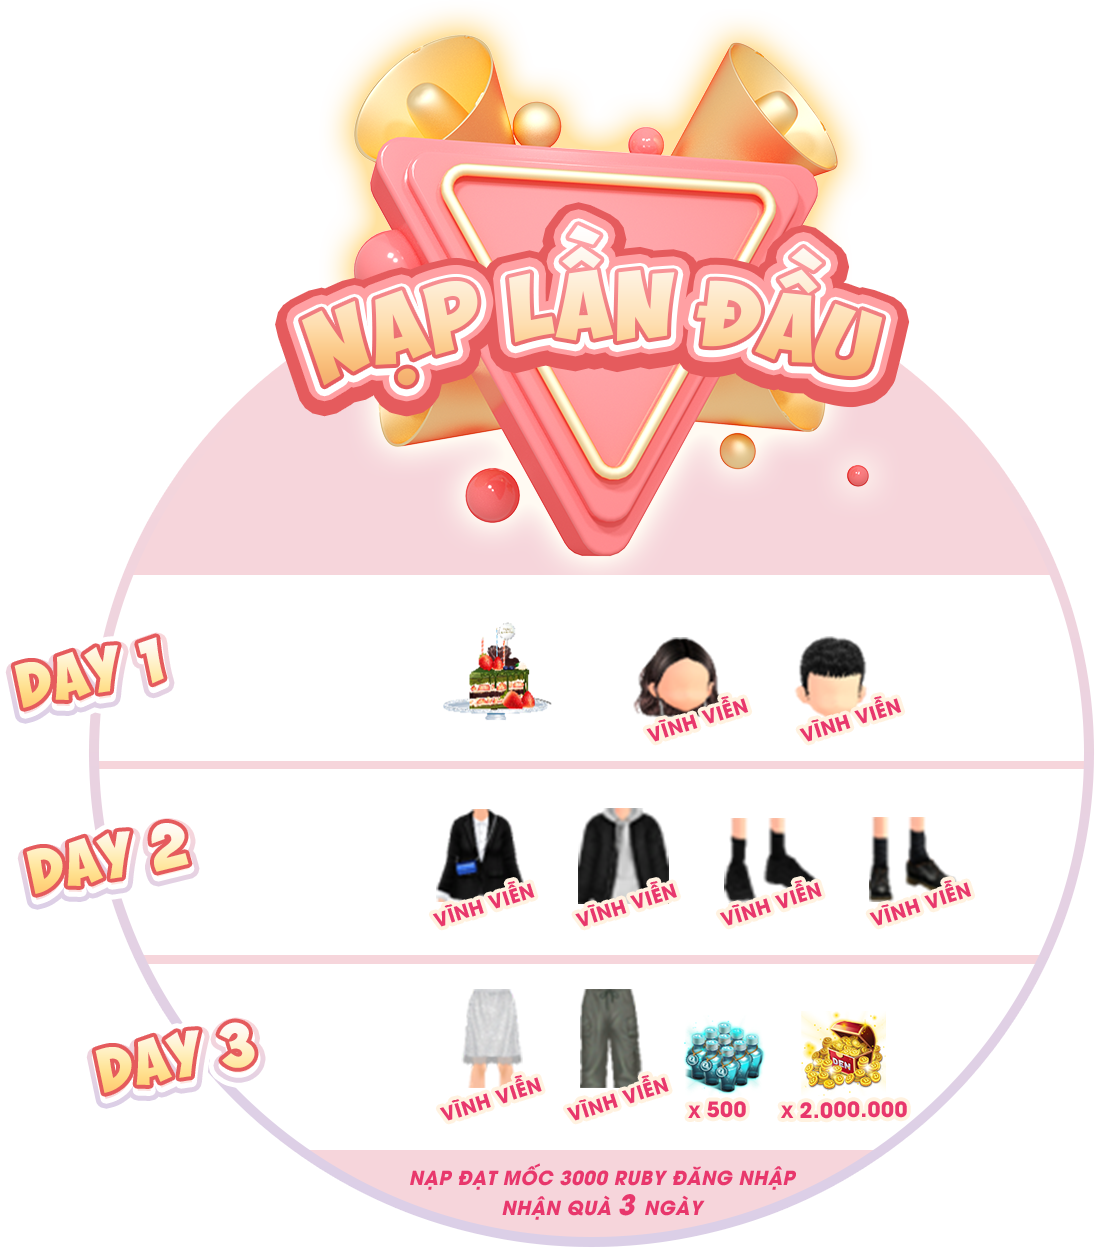 NẠP LẦN ĐẦU
DAY 1
VĨNH VIỄN
VĨNH VIỄN
DAY 2
VĨNH VIỄN
VĨNH VIỄN
VĨNH VIỄN
VĨNH VIỄN
DAY 3
VĨNH VIỄN
VĨNH VIỄN
DEN
X 500
X 2.000.000
NẠP ĐẠT MỐC 3000 RUBY ĐĂNG NHẬP
NHẬN QUÀ 3 NGÀY